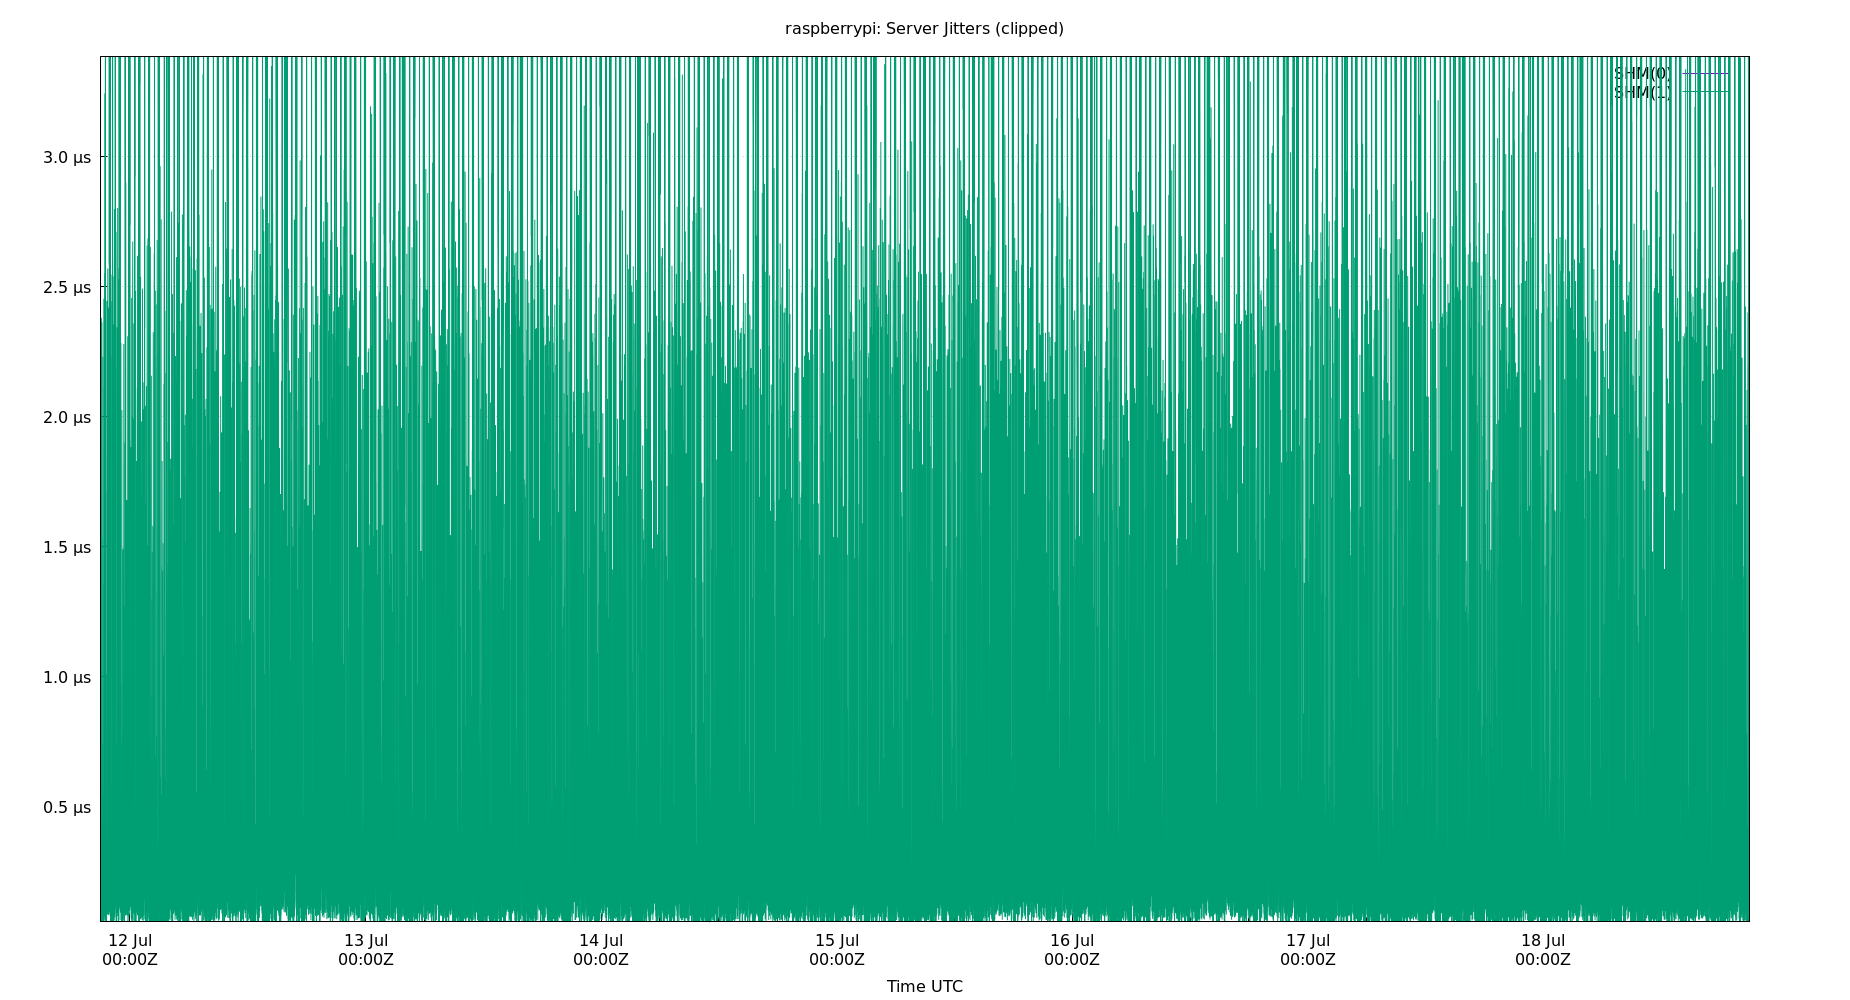 raspberrypi: Server Jitters (clipped)
SHM(0)
SHM(1)
3.0 µs
2.5 µs
2.0 µs
1.5 µs
1.0 µs
0.5 µs
12 Jul 13 Jul 14 Jul 15 Jul 16 Jul 17 Jul 18 Jul
00:00Z 00:00Z 00:00Z 00:00Z 00:00Z 00:00Z 00:00Z
Time UTC